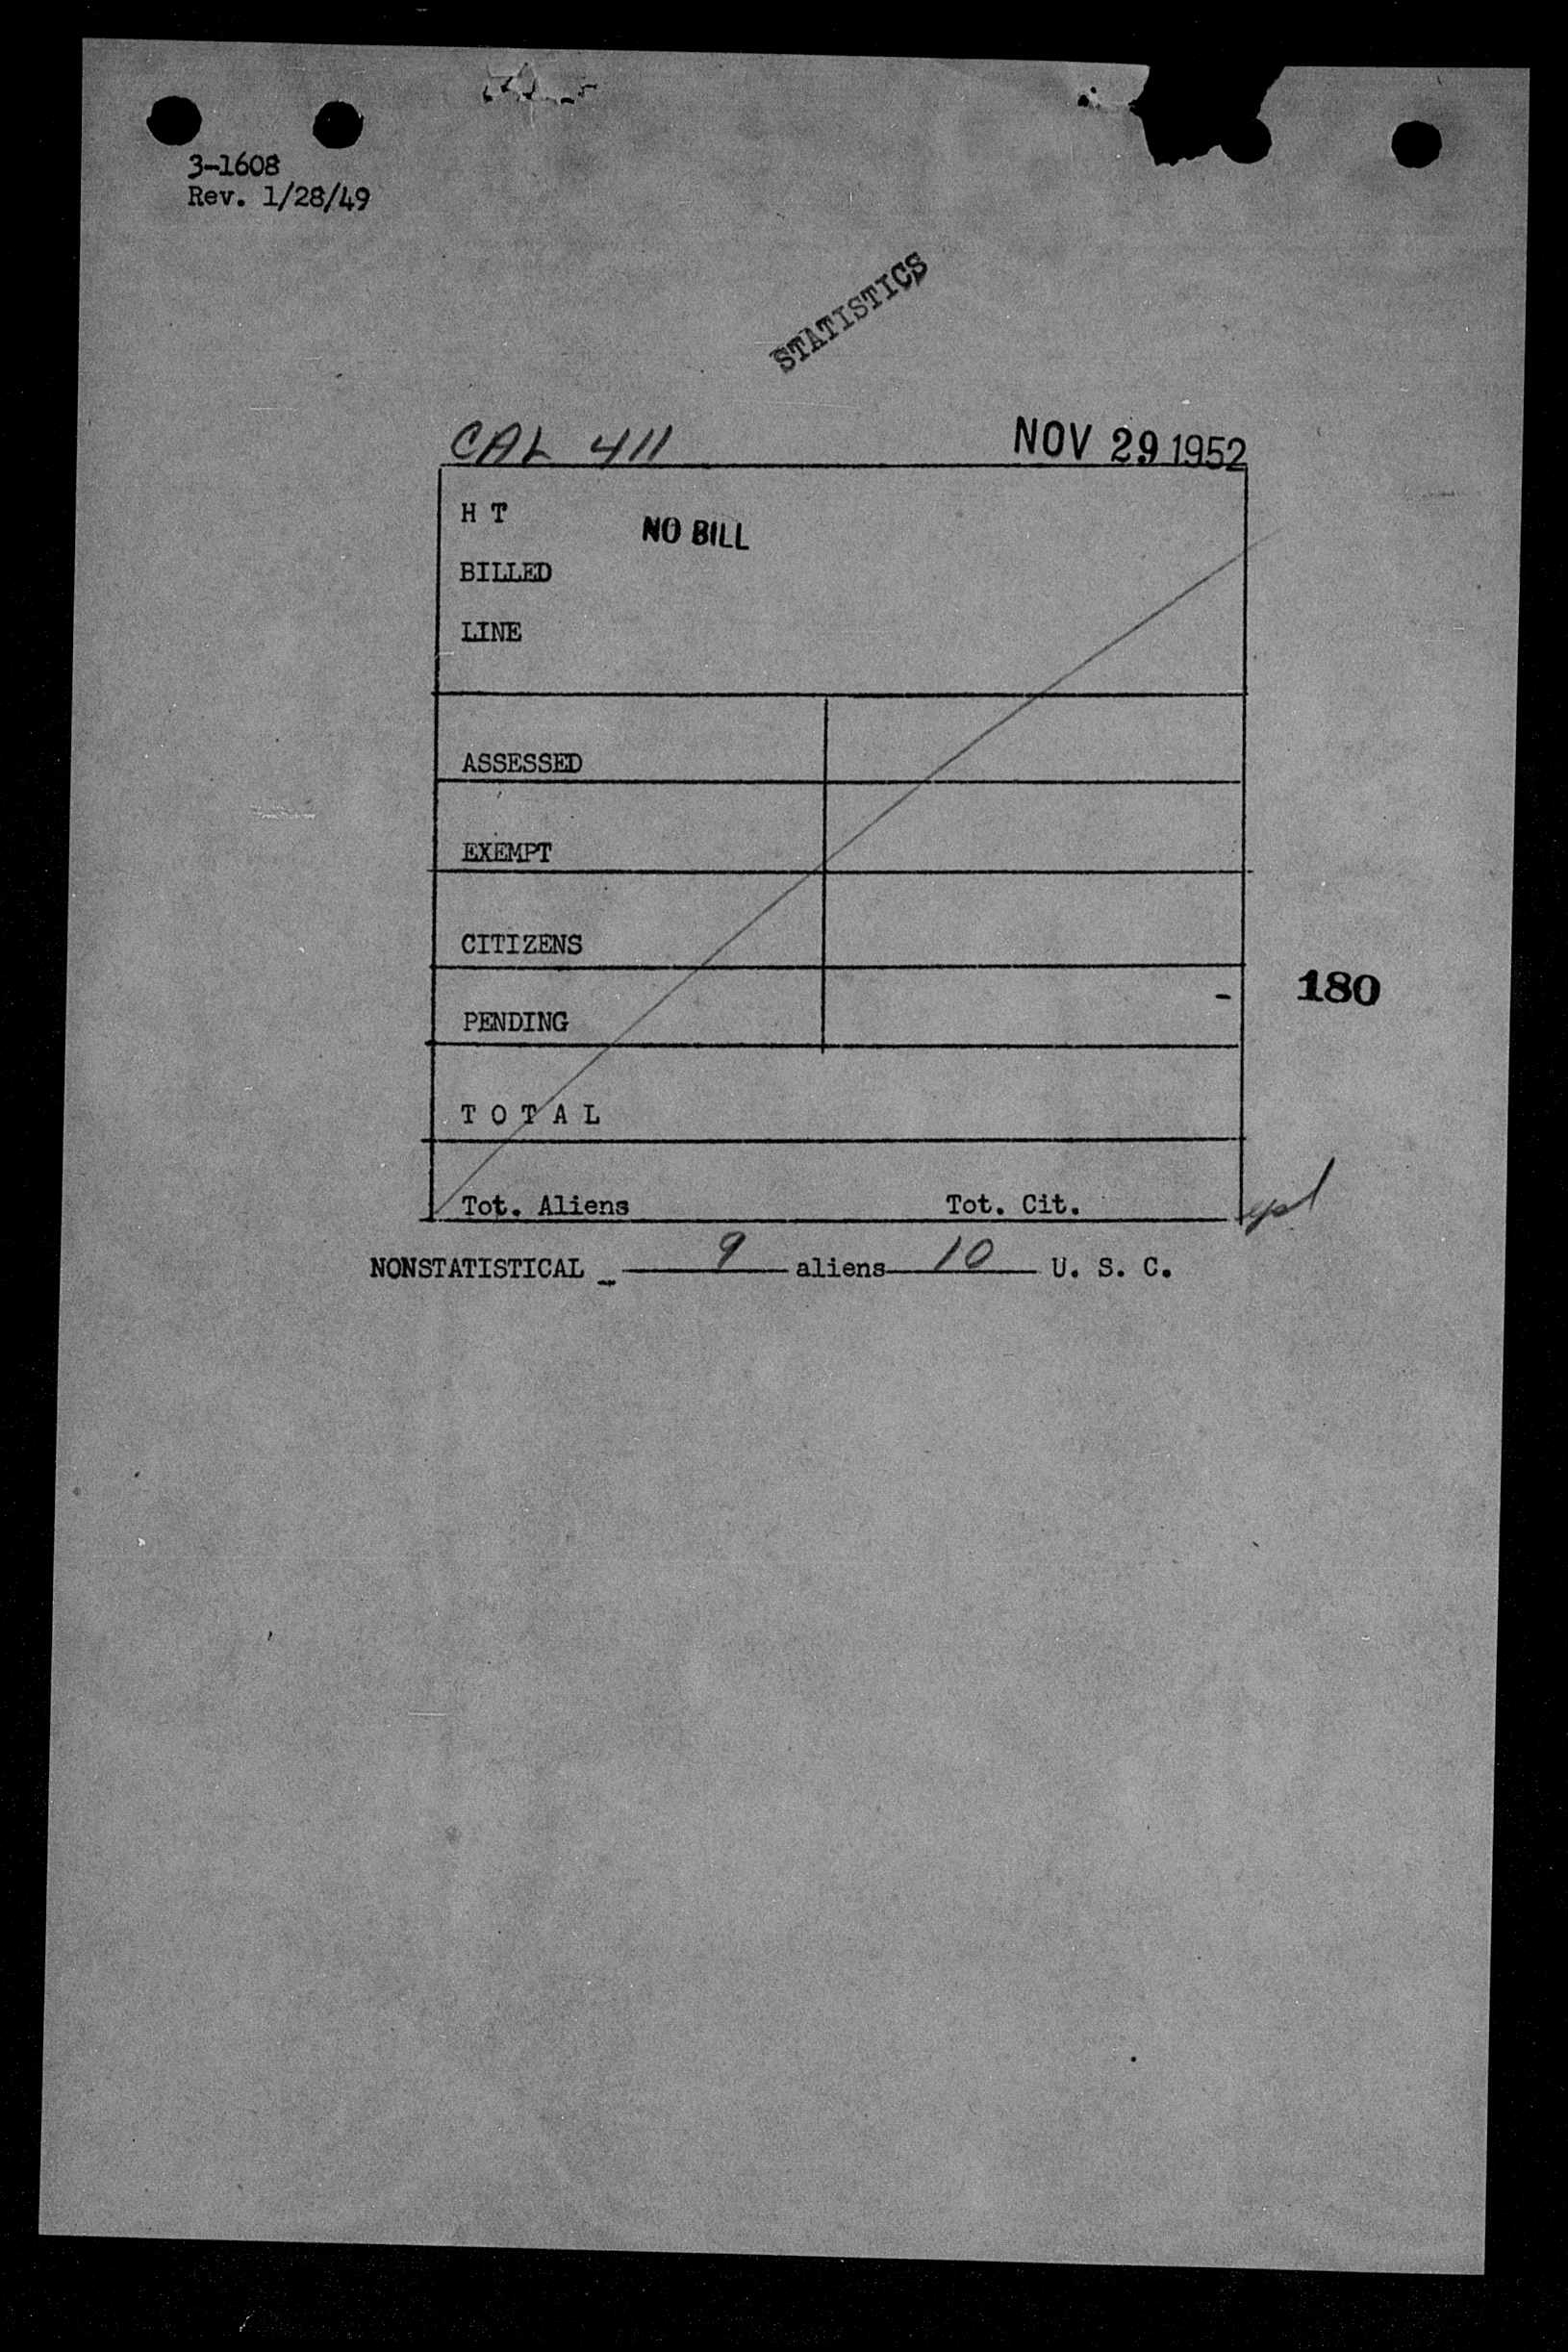 3-1608
Rev. 1/28/49
STATISTICS
CAL 411 NOV 29 1952
H T
NO BILL
BILLED
LINE
ASSESSED
EXEMPT
CITIZENS
180
PENDING -
T O T A L
Tot. Aliens Tot. Cit.
NONSTATISTICAL - 9 aliens 10 U. S. C.